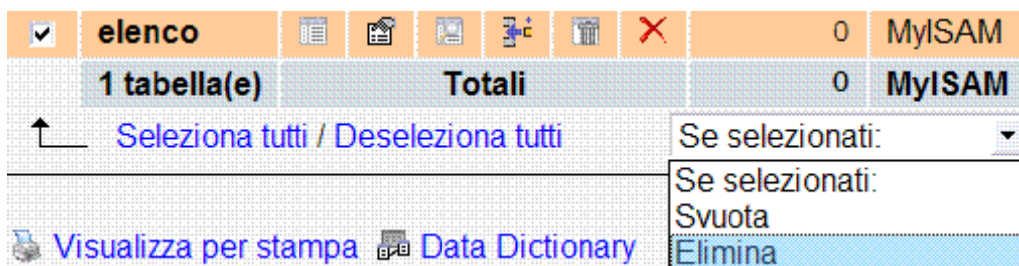 elenco 0 MyISAM
1 tabella(e) Totali 0 MyISAM
Seleziona tutti / Deseleziona tutti Se selezionati:
Se selezionati:
Svuota
Visualizza per stampa Data Dictionary Elimina